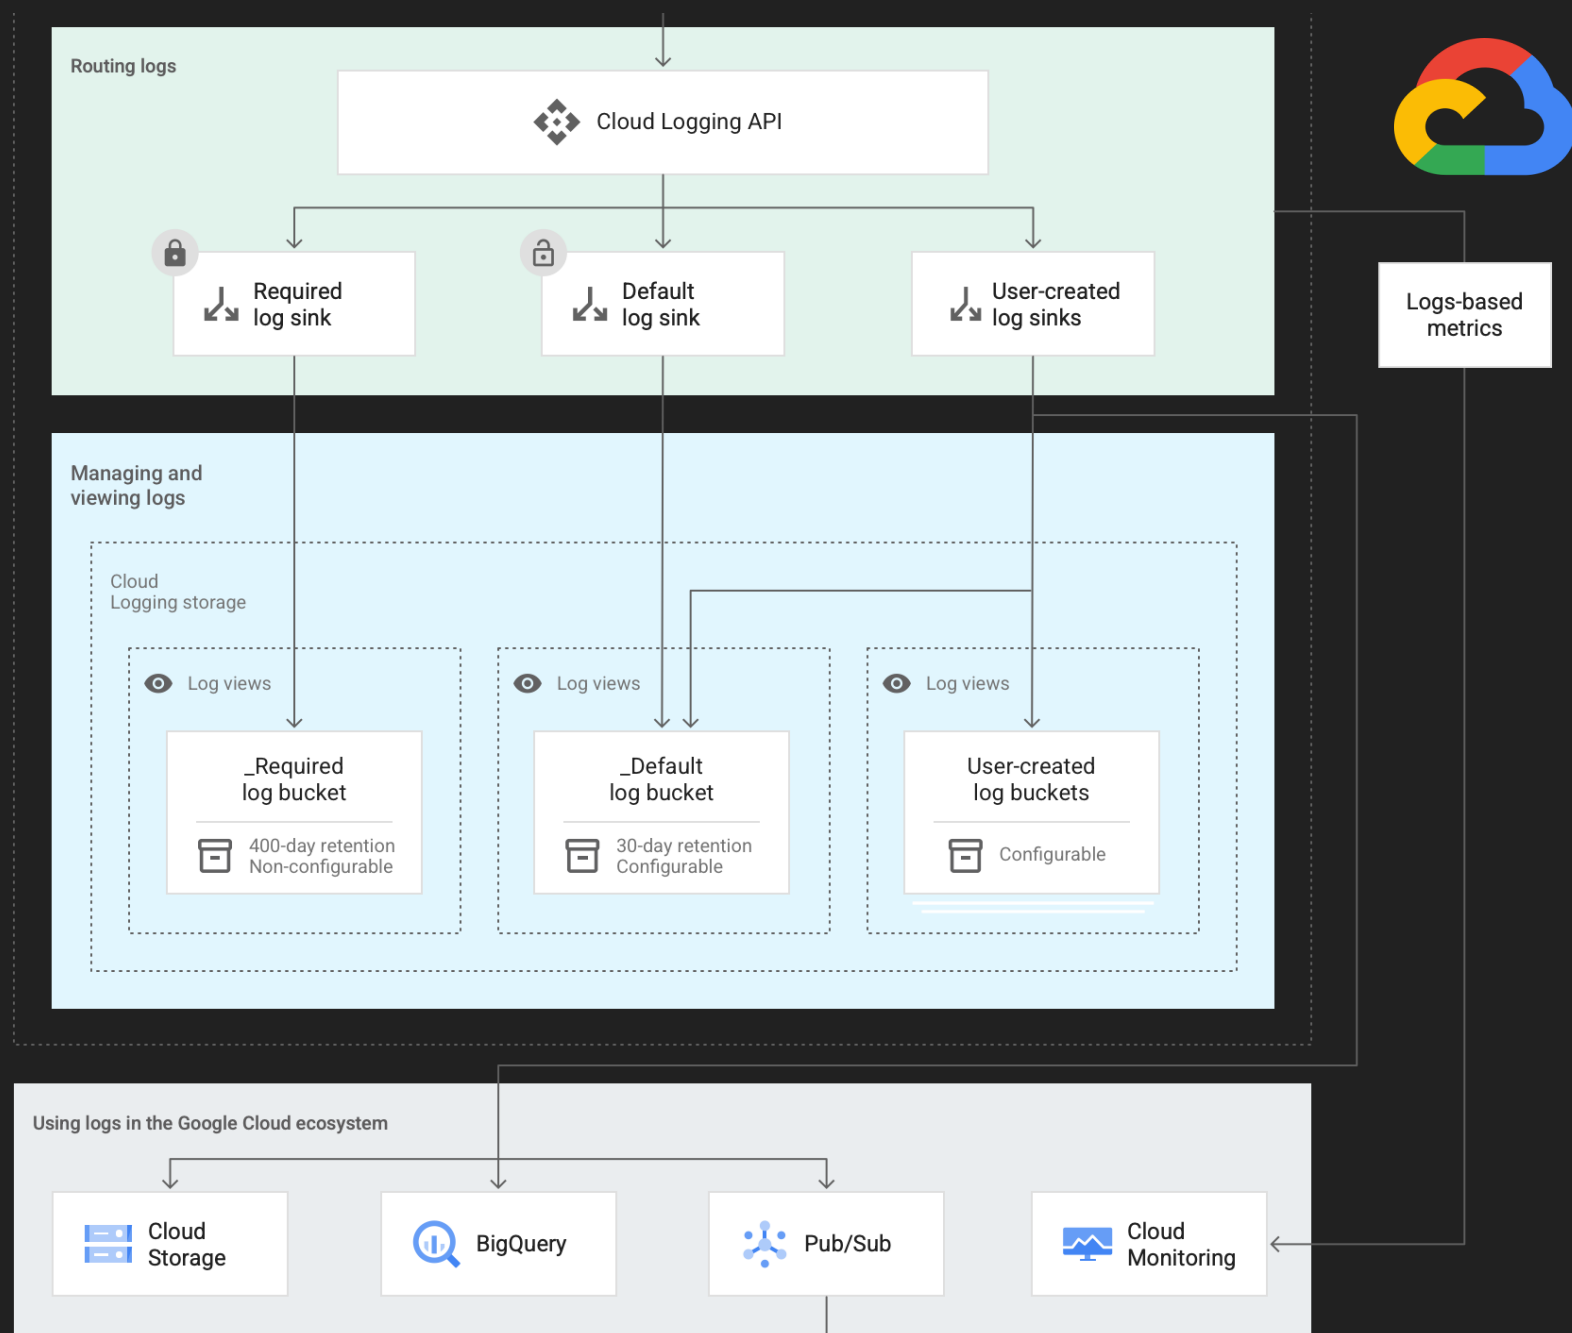 Routing logs
Cloud Logging API
Required
log sink
Default
log sink
User-created
log sinks
Logs-based
metrics
Managing and
viewing logs
Cloud
Logging storage
Log views
Log views
Log views
_Required
log bucket
400-day retention
Non-configurable
_Default
log bucket
30-day retention
Configurable
User-created
log buckets
Configurable
Using logs in the Google Cloud ecosystem
Cloud
Storage
BigQuery
Pub/Sub
Cloud
Monitoring